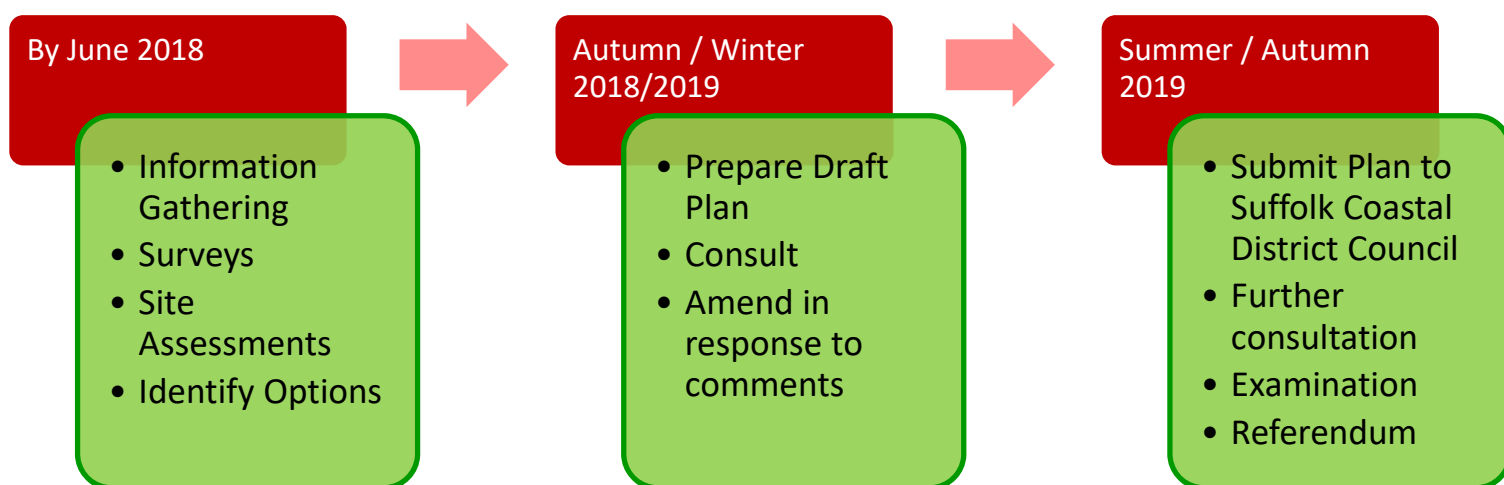 By June 2018
• Information
Gathering
• Surveys
• Site
Assessments
• Identify Options
Autumn / Winter
2018/2019
• Prepare Draft
Plan
• Consult
• Amend in
response to
comments
Summer / Autumn
2019
• Submit Plan to
Suffolk Coastal
District Council
• Further
consultation
• Examination
• Referendum